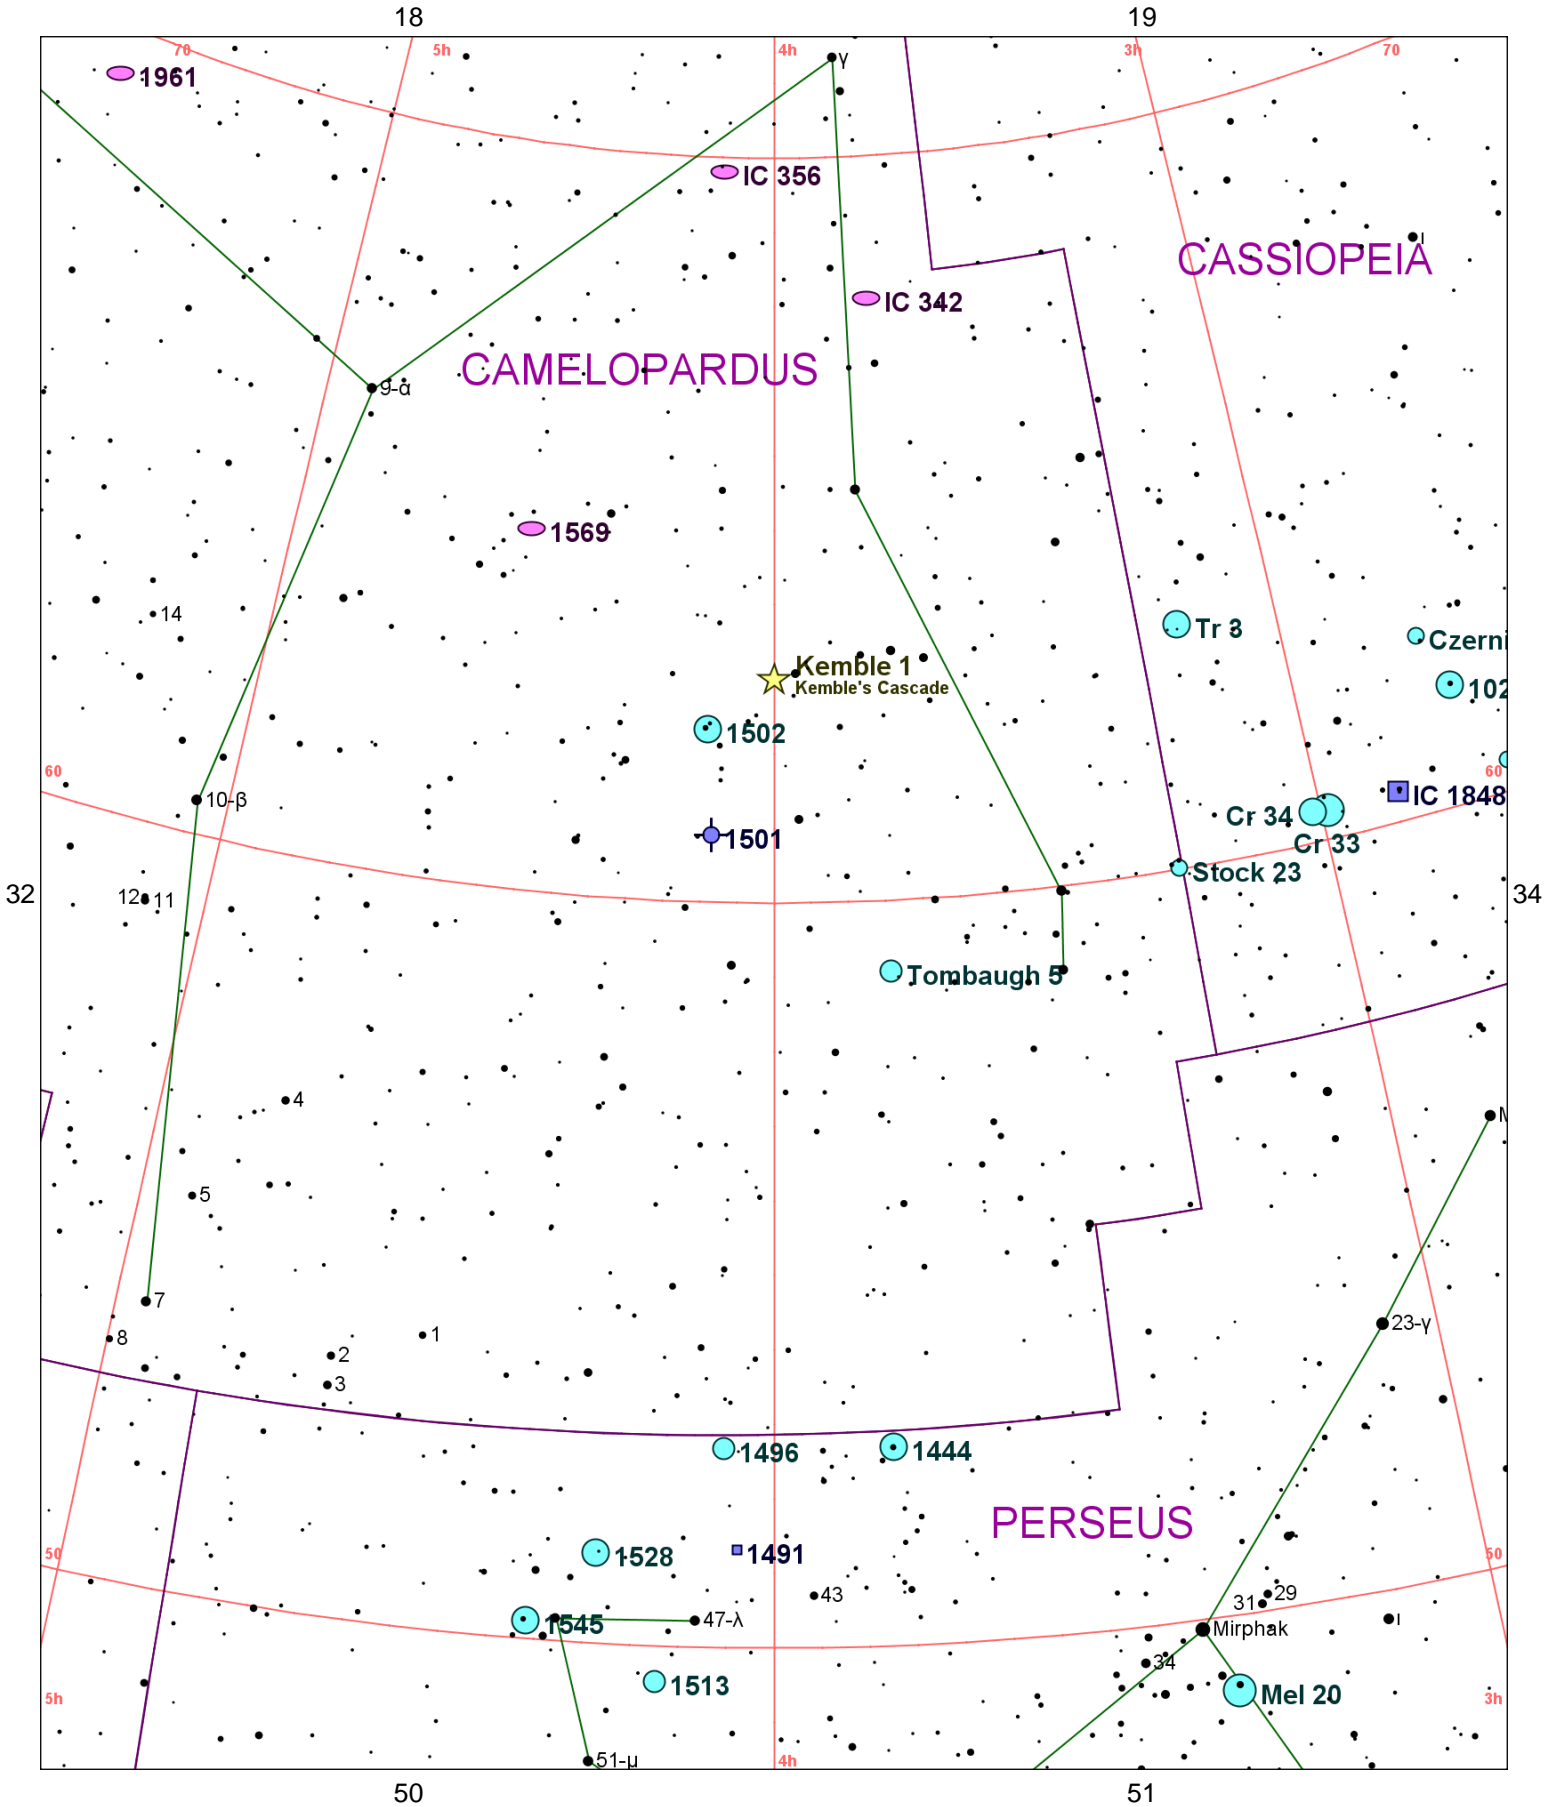 18
19
70
5h
4h
3h
70
γ
1961
IC 356
ι
CASSIOPEIA
IC 342
CAMELOPARDUS
9-α
1569
14
Tr 3
Czerni
Kemble 1
Kemble's Cascade
102
1502
60
60
10-β
IC 1848
Cr 34
1501
Cr 33
Stock 23
32
12
11
34
Tombaugh 5
4
M
5
7
23-γ
8
1
2
3
1496
1444
PERSEUS
50
1528
1491
50
43
29
31
1545
47-λ
ι
Mirphak
34
1513
Mel 20
5h
3h
4h
51-μ
50
51